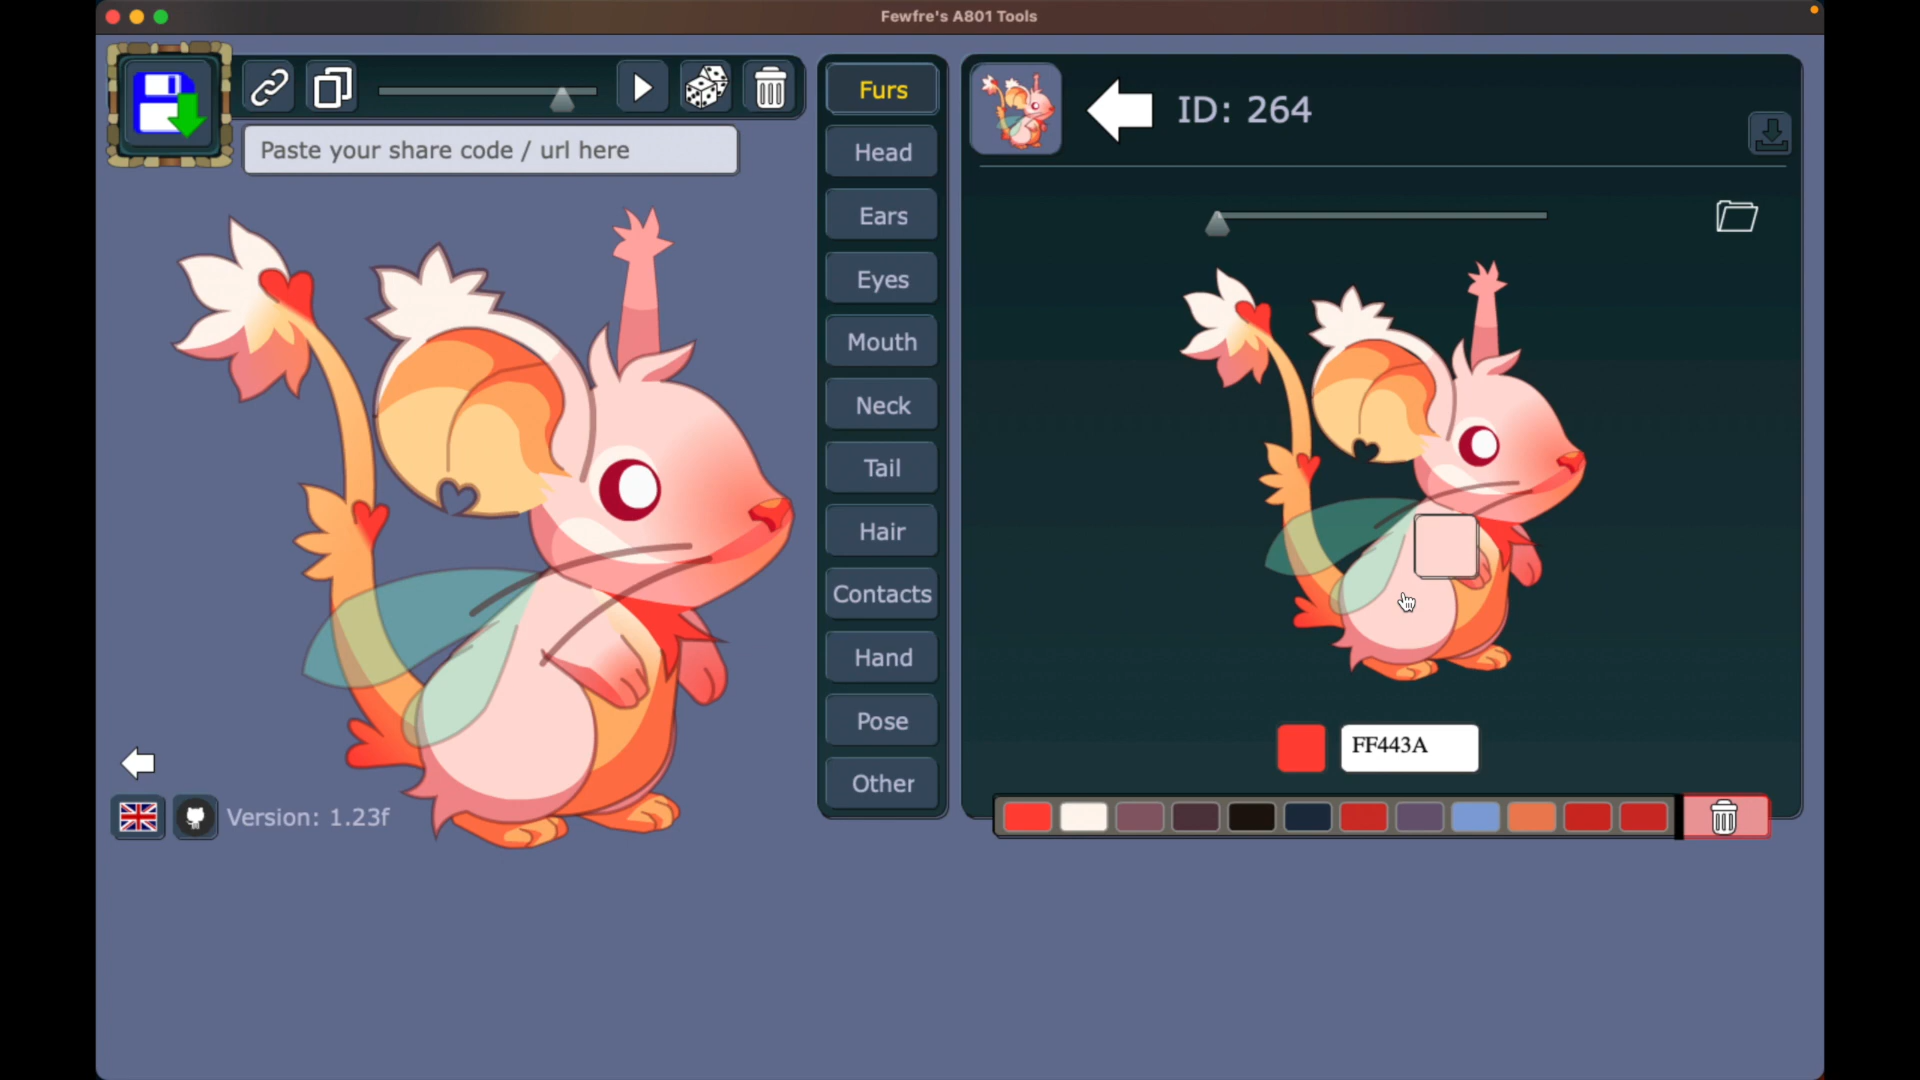 Fewfre's A801 Tools
Paste your share code / url here
Furs
Head
Ears
Eyes
Mouth
Neck
Tail
Hair
Contacts
Hand
Pose
Other
ID: 264
FF443A
Version: 1.23f